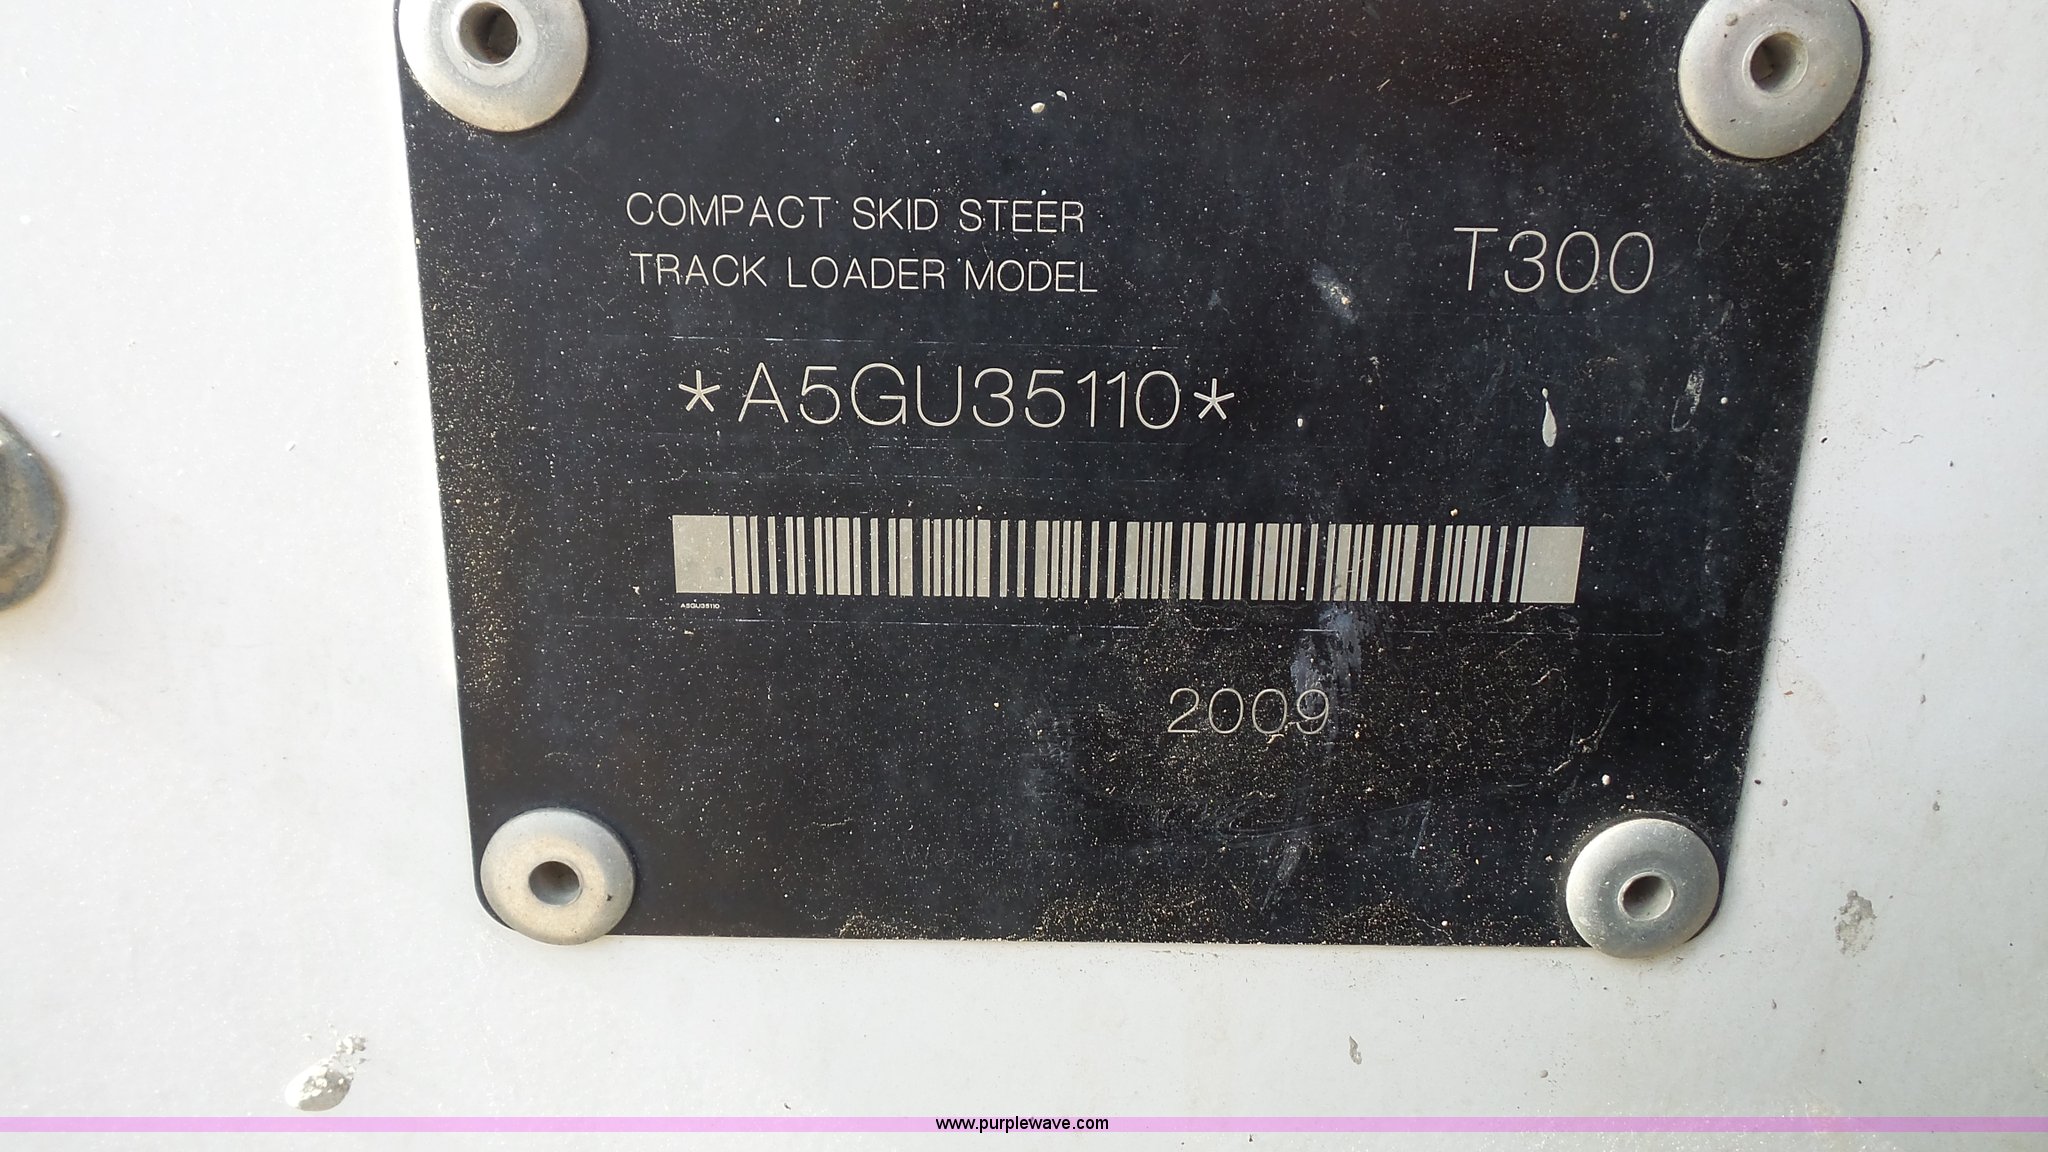 COMPACT SKID STEER
TRACK LOADER MODEL T300
*A5GU35110*
A5GU35110
2009
www.purplewave.com